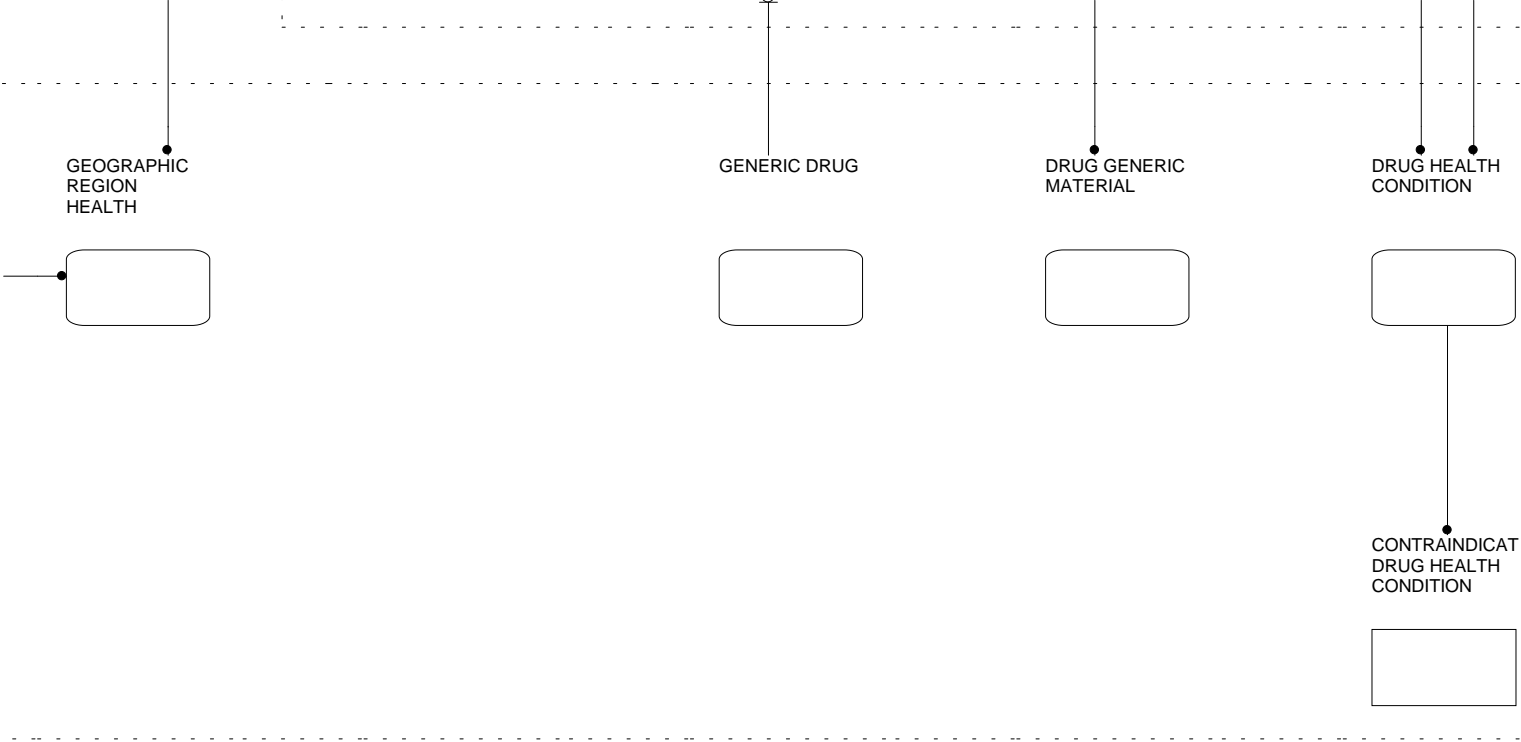 GEOGRAPHIC
REGION
HEALTH
GENERIC DRUG
DRUG GENERIC
MATERIAL
DRUG HEALTH
CONDITION
CONTRAINDICAT
DRUG HEALTH
CONDITION